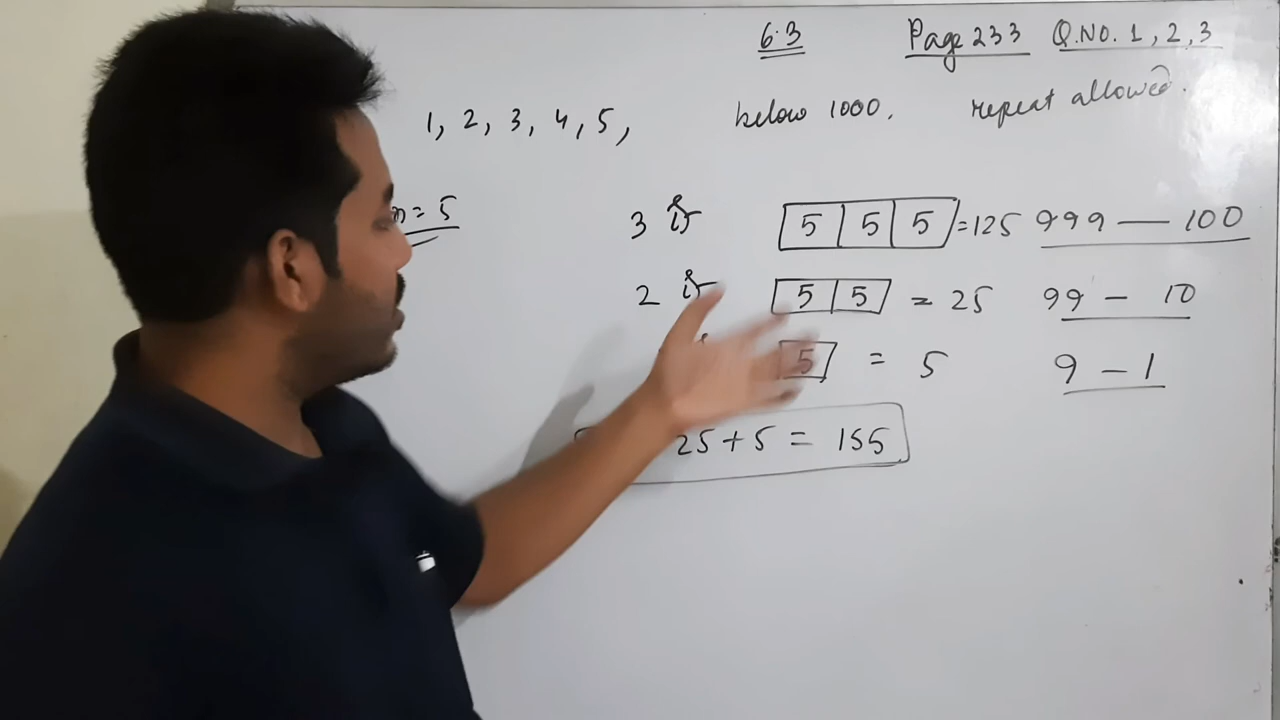 6.3 Page 233 Q.NO. 1, 2, 3
1, 2, 3, 4, 5, below 1000. repeat allowed.
n = 5
3 5 5 5 = 125 999 — 100
2 5 5 = 25 99 - 10
5 = 5 9 - 1
25 + 5 = 155